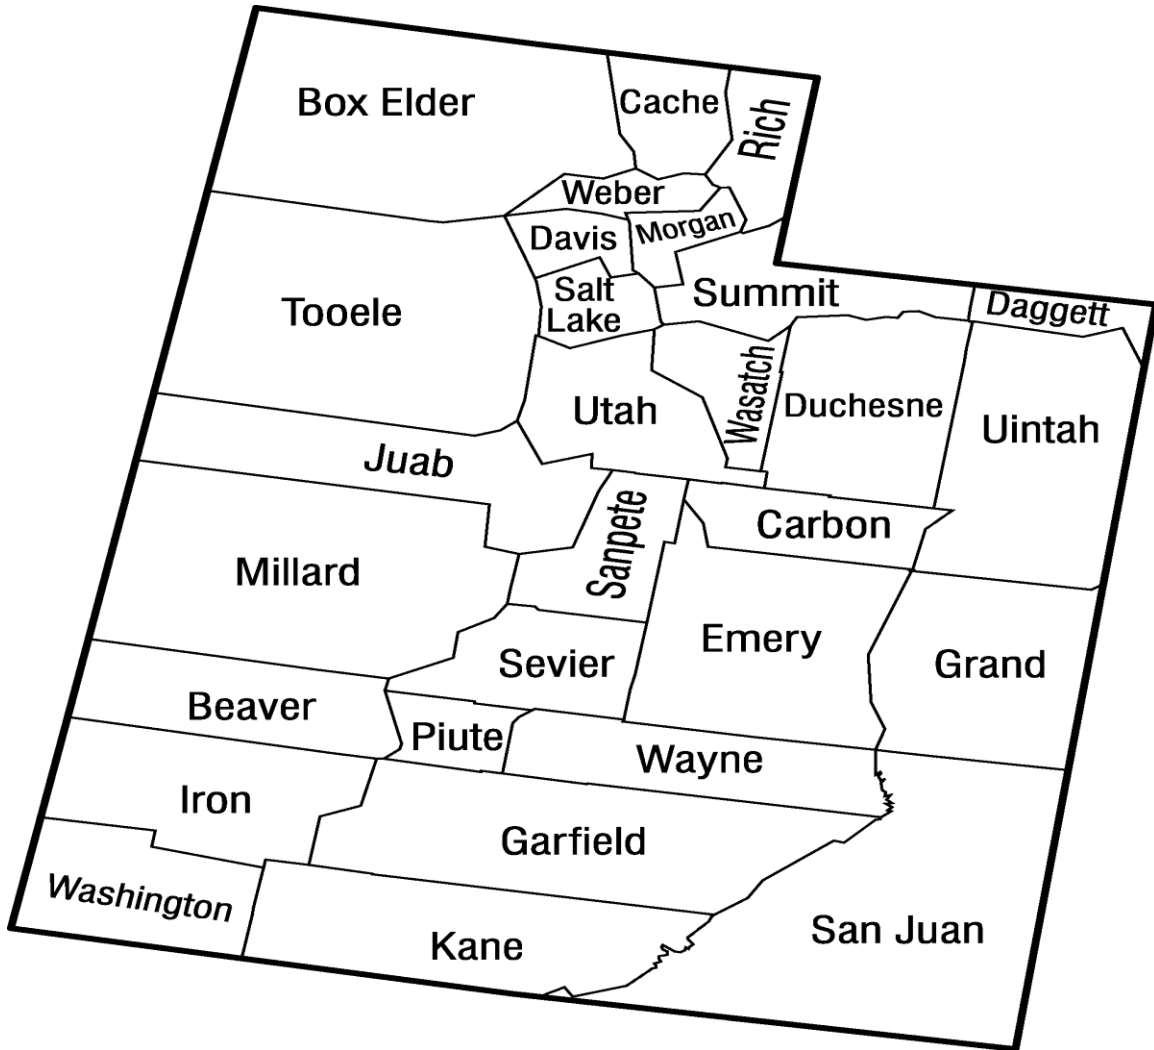 Box Elder
Cache
Rich
Weber
Morgan
Davis
Salt
Lake
Summit
Daggett
Tooele
Utah
Wasatch
Duchesne
Uintah
Juab
Sanpete
Carbon
Millard
Sevier
Emery
Grand
Beaver
Piute
Wayne
Iron
Garfield
Washington
Kane
San Juan